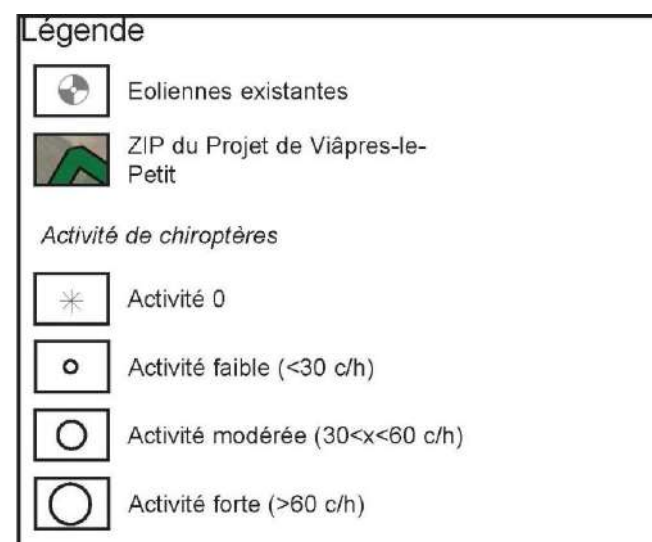 Légende
Eoliennes existantes
ZIP du Projet de Viâpres-le-
Petit
Activité de chiroptères
Activité 0
Activité faible (<30 c/h)
Activité modérée (30<x<60 c/h)
Activité forte (>60 c/h)